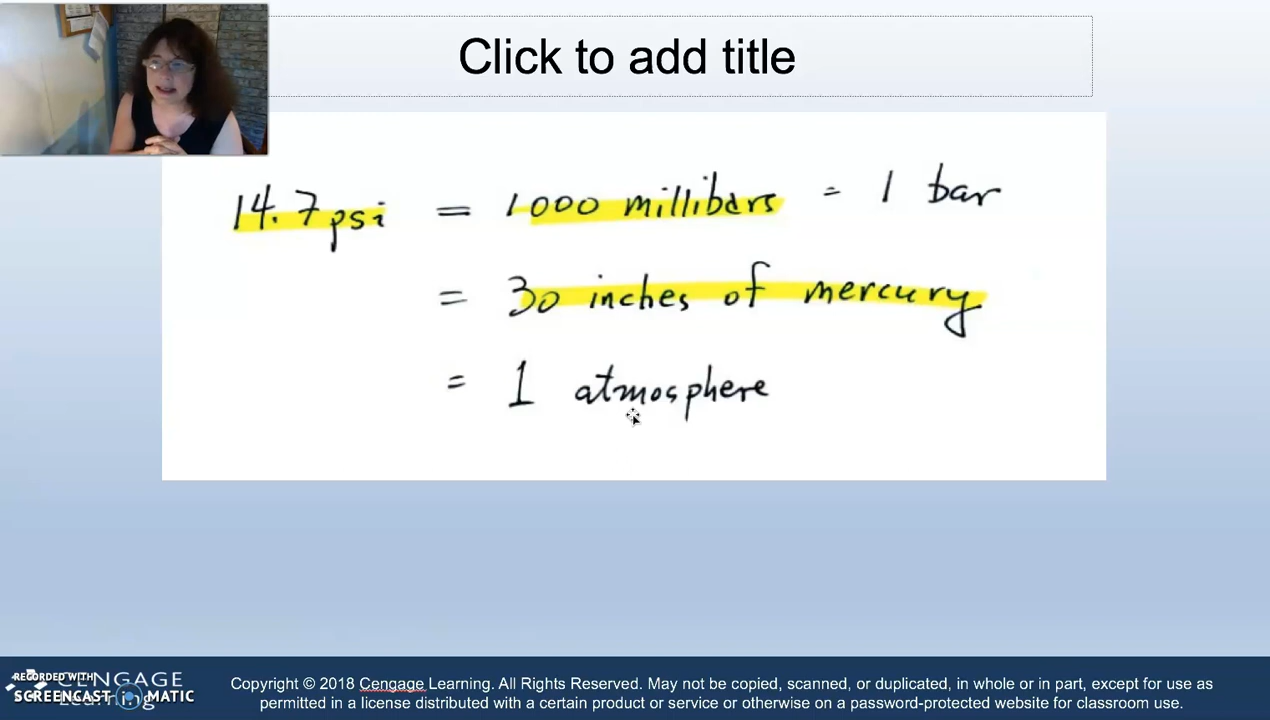 Click to add title
14.7 psi = 1000 millibars = 1 bar
= 30 inches of mercury
= 1 atmosphere
RECORDED WITH
CENGAGE
SCREENCAST MATIC
Learning
Copyright © 2018 Cengage Learning. All Rights Reserved. May not be copied, scanned, or duplicated, in whole or in part, except for use as
permitted in a license distributed with a certain product or service or otherwise on a password-protected website for classroom use.